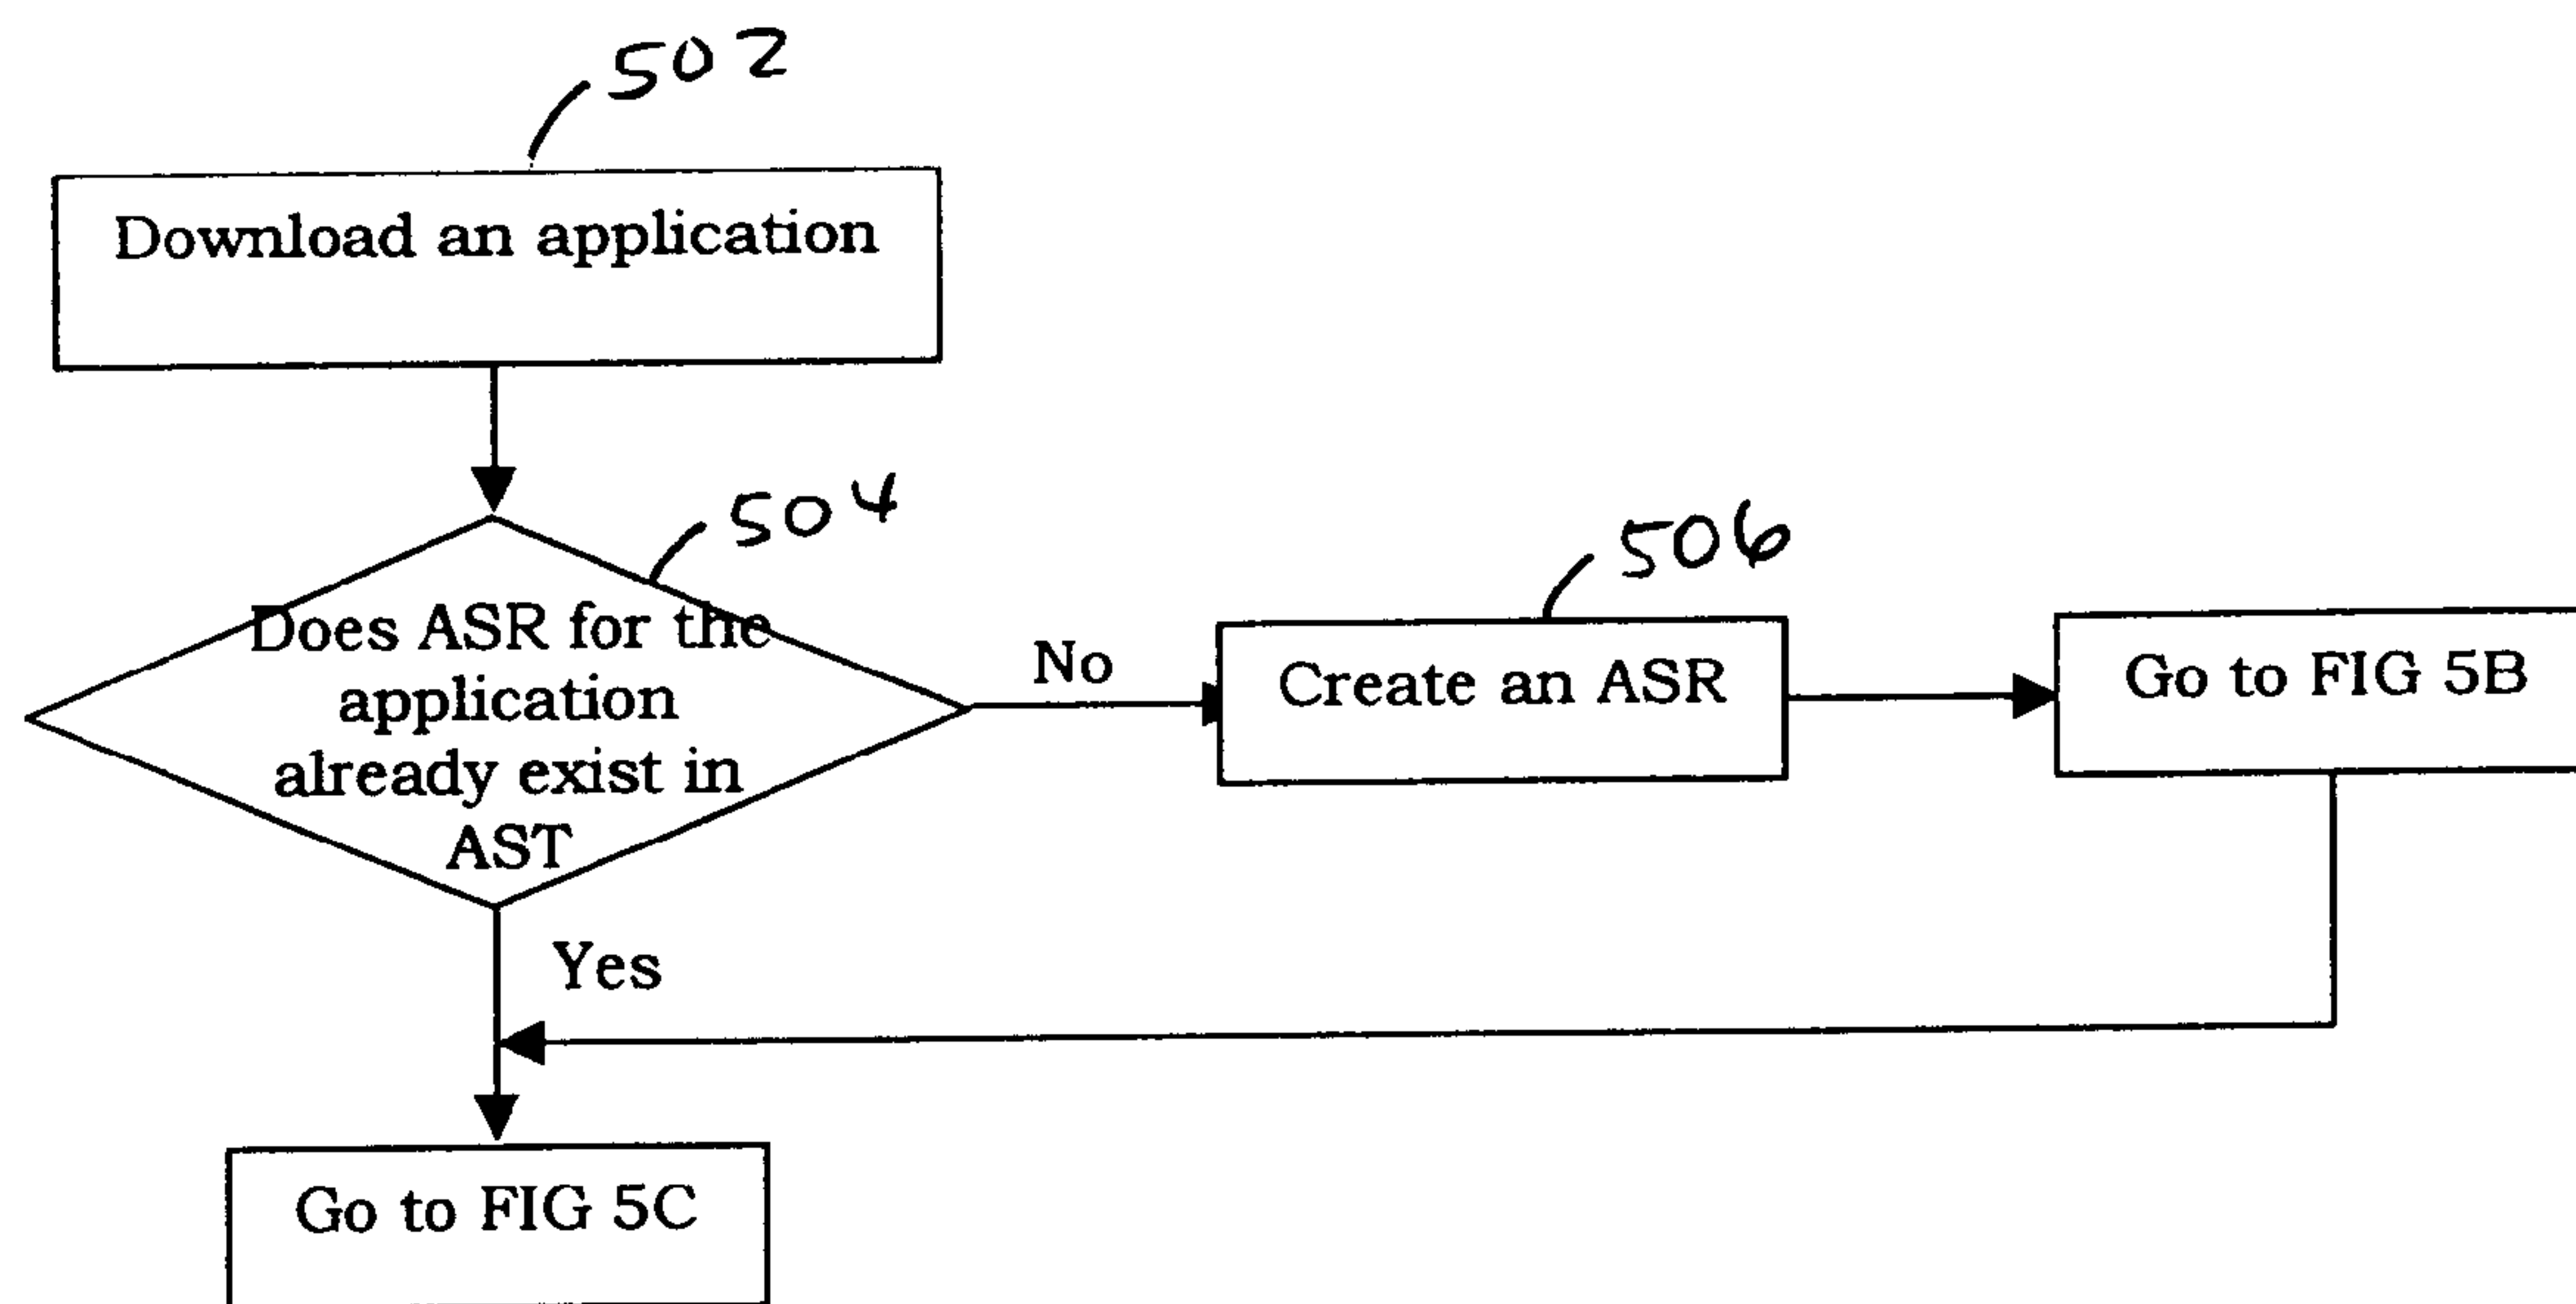 502
Download an application
504
Does ASR for the
application
already exist in
AST
No
506
Create an ASR
Go to FIG 5B
Yes
Go to FIG 5C